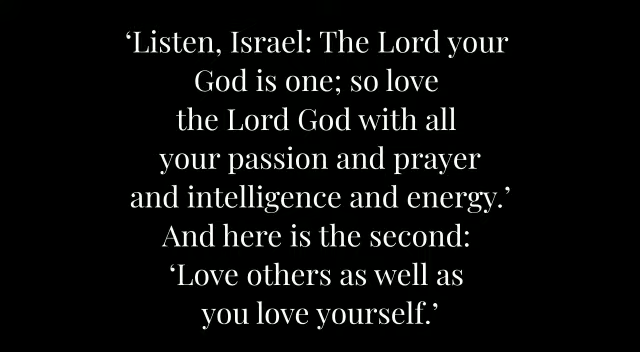 ‘Listen, Israel: The Lord your
God is one; so love
the Lord God with all
your passion and prayer
and intelligence and energy.’
And here is the second:
‘Love others as well as
you love yourself.’